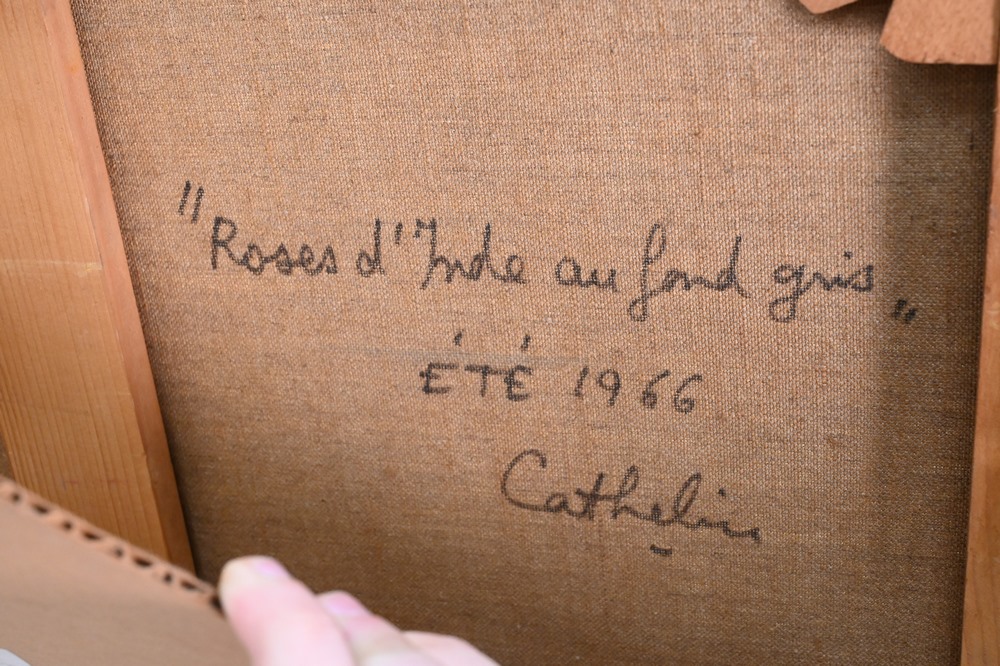 "Roses d'Inde au fond gris"
ÉTÉ 1966
Cathelin